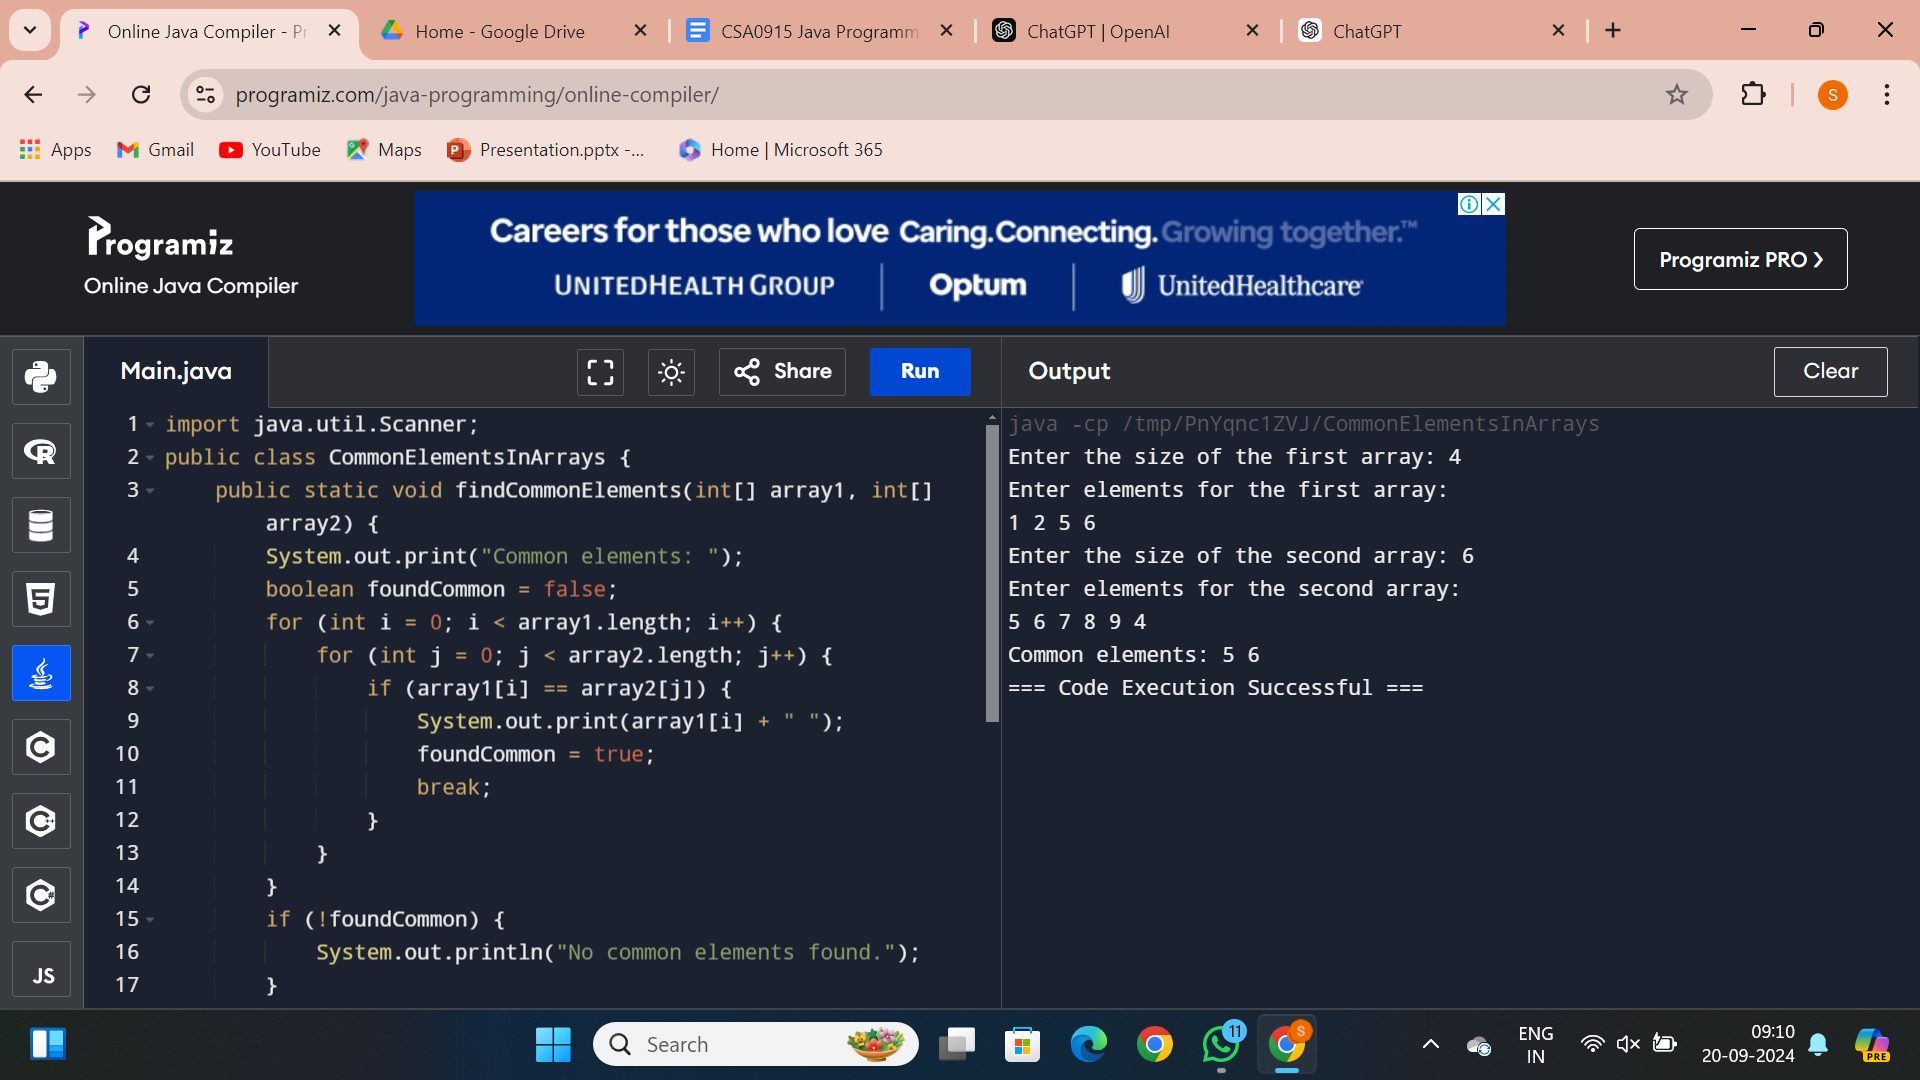 Online Java Compiler - Pr
Home - Google Drive
CSA0915 Java Programm
ChatGPT | OpenAI
ChatGPT
programiz.com/java-programming/online-compiler/
S
Apps
Gmail
YouTube
Maps
Presentation.pptx -...
Home | Microsoft 365
Programiz
Online Java Compiler
Careers for those who love Caring. Connecting. Growing together.™
UNITEDHEALTH GROUP
Optum
UnitedHealthcare
Programiz PRO ❯
Main.java
Share
Run
Output
Clear
1 import java.util.Scanner;
2 public class CommonElementsInArrays {
3 public static void findCommonElements(int[] array1, int[]
array2) {
4 System.out.print("Common elements: ");
5 boolean foundCommon = false;
6 for (int i = 0; i < array1.length; i++) {
7 for (int j = 0; j < array2.length; j++) {
8 if (array1[i] == array2[j]) {
9 System.out.print(array1[i] + " ");
10 foundCommon = true;
11 break;
12 }
13 }
14 }
15 if (!foundCommon) {
16 System.out.println("No common elements found.");
17 }
java -cp /tmp/PnYqnc1ZVJ/CommonElementsInArrays
Enter the size of the first array: 4
Enter elements for the first array:
1 2 5 6
Enter the size of the second array: 6
Enter elements for the second array:
5 6 7 8 9 4
Common elements: 5 6
=== Code Execution Successful ===
JS
Search
11
S
ENG
IN
09:10
20-09-2024
PRE